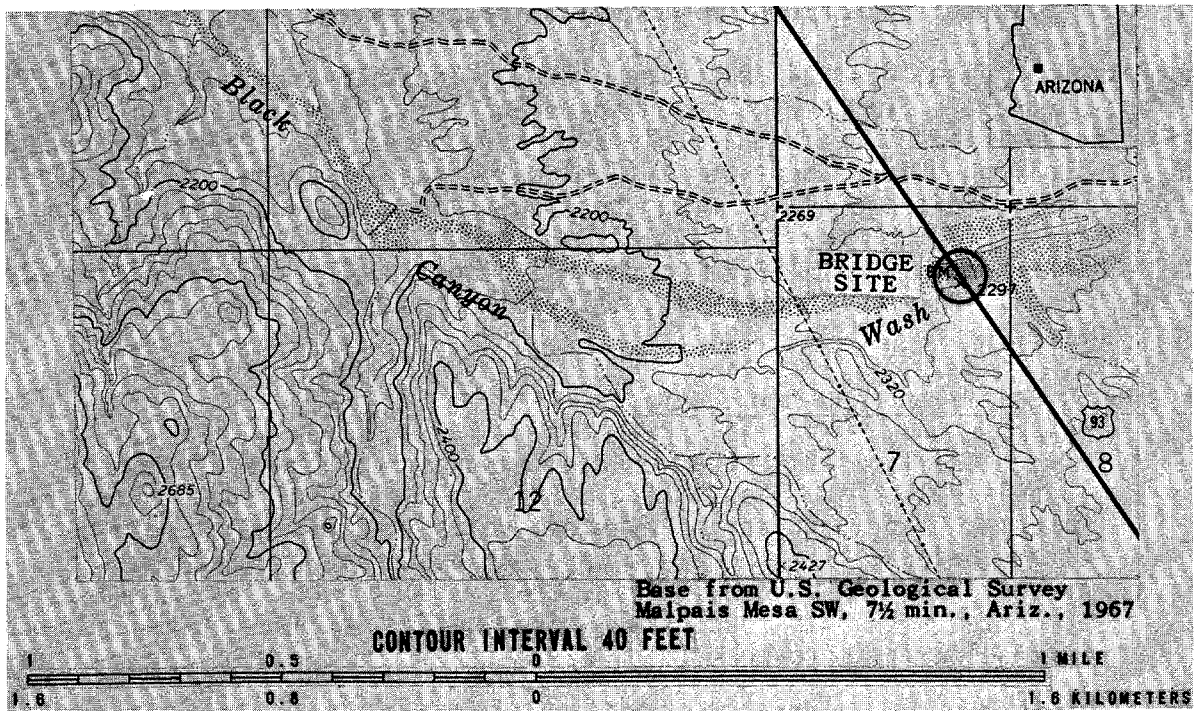 Black
ARIZONA
2200
2200
2269
Canyon
BRIDGE
SITE
BM
X
2297
Wash
2320
93
2400
7
8
2685
12
2427
Base from U.S. Geological Survey
Malpais Mesa SW, 7½ min., Ariz., 1967
CONTOUR INTERVAL 40 FEET
1 0.5 0 1 MILE
1.6 0.8 0 1.6 KILOMETERS